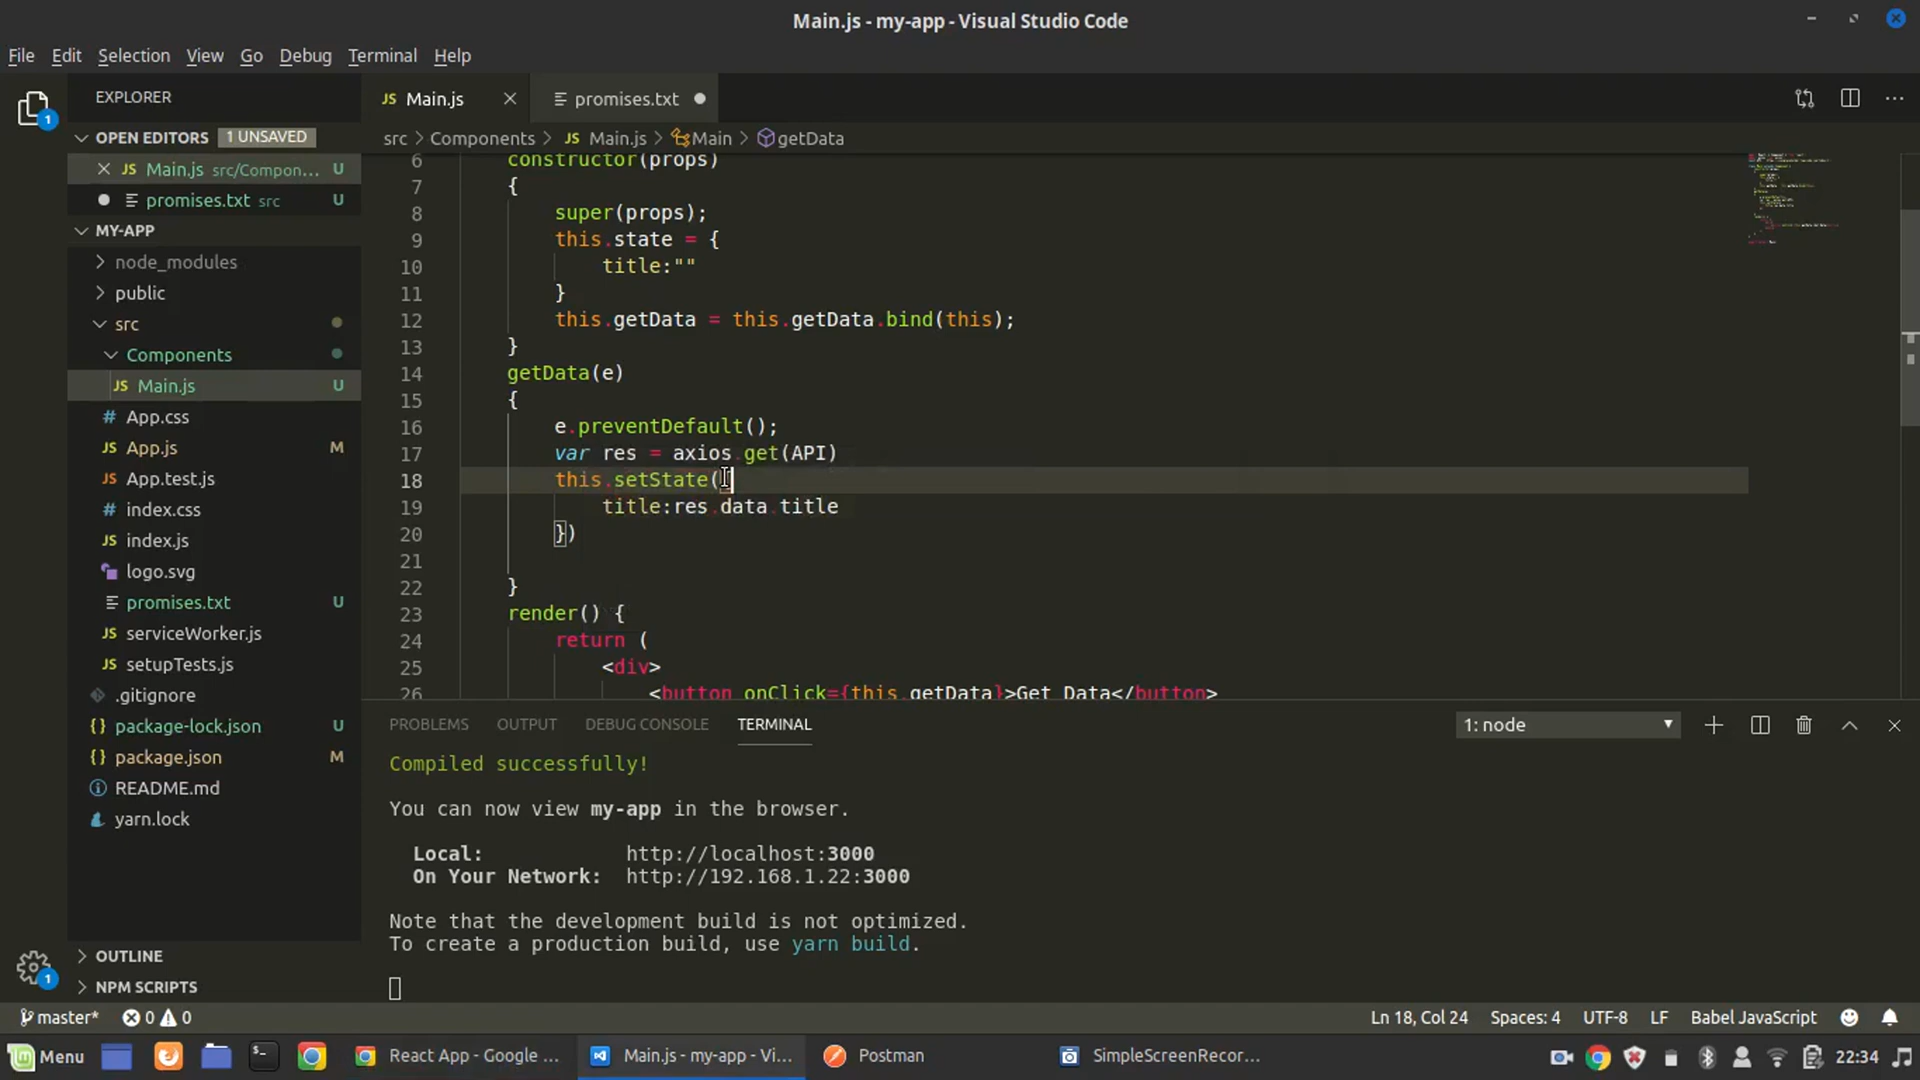 Main.js - my-app - Visual Studio Code
File Edit Selection View Go Debug Terminal Help
EXPLORER
OPEN EDITORS 1 UNSAVED
Main.js src/Compon... U
promises.txt src U
MY-APP
node_modules
public
src
Components
JS Main.js U
# App.css
JS App.js M
JS App.test.js
# index.css
JS index.js
logo.svg
promises.txt U
JS serviceWorker.js
JS setupTests.js
.gitignore
{} package-lock.json U
{} package.json M
README.md
yarn.lock
OUTLINE
NPM SCRIPTS
JS Main.js
promises.txt
src > Components > JS Main.js > Main > getData
6 constructor(props)
7 {
8 super(props);
9 this.state = {
10 title:""
11 }
12 this.getData = this.getData.bind(this);
13 }
14 getData(e)
15 {
16 e.preventDefault();
17 var res = axios.get(API)
18 this.setState({
19 title:res.data.title
20 })
21
22 }
23 render() {
24 return (
25 <div>
26 <button onClick={this.getData}>Get Data</button>
PROBLEMS OUTPUT DEBUG CONSOLE TERMINAL 1: node
Compiled successfully!
You can now view my-app in the browser.
Local: http://localhost:3000
On Your Network: http://192.168.1.22:3000
Note that the development build is not optimized.
To create a production build, use yarn build.
master* 0 0 Ln 18, Col 24 Spaces: 4 UTF-8 LF Babel JavaScript
Menu React App - Google ... Main.js - my-app - Vi... Postman SimpleScreenRecor... 22:34